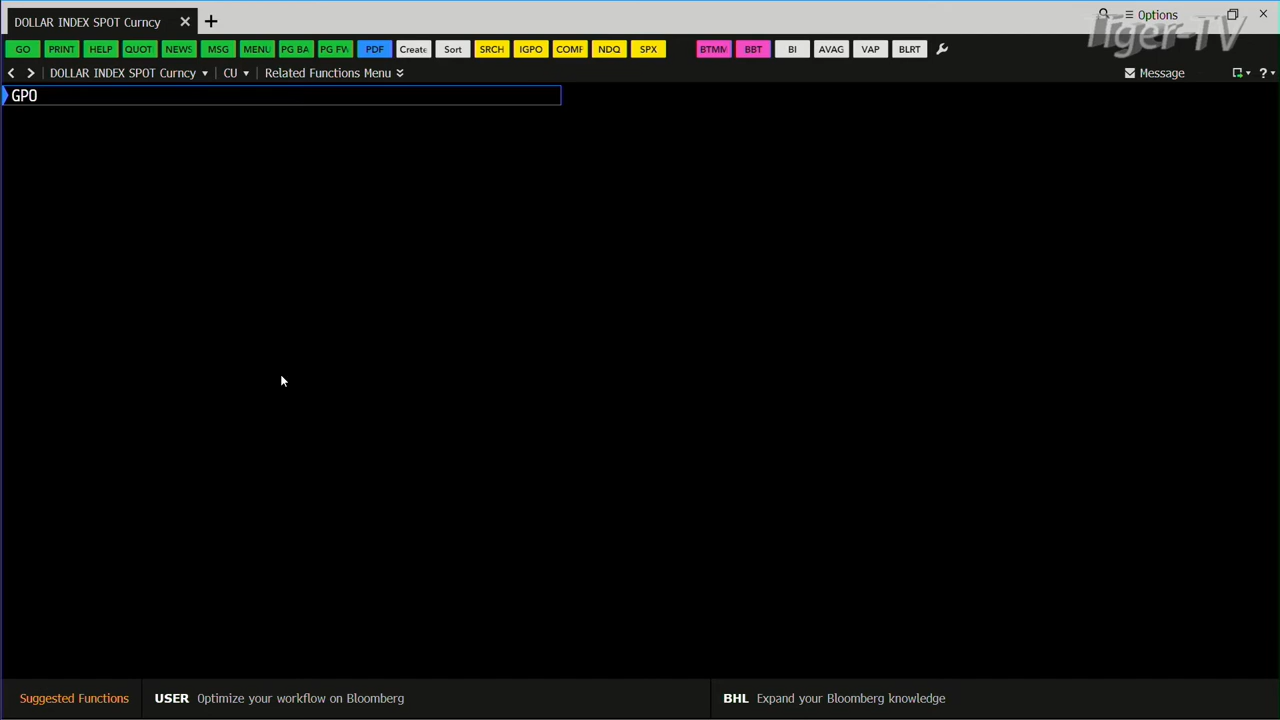 DOLLAR INDEX SPOT Curncy
Options
Tiger-TV
GO PRINT HELP QUOT NEWS MSG MENU PG BA PG FW PDF Create Sort SRCH IGPO COMF NDQ SPX BTMM BBT BI AVAG VAP BLRT
DOLLAR INDEX SPOT Curncy CU Related Functions Menu Message ?
GPO
Suggested Functions USER Optimize your workflow on Bloomberg BHL Expand your Bloomberg knowledge